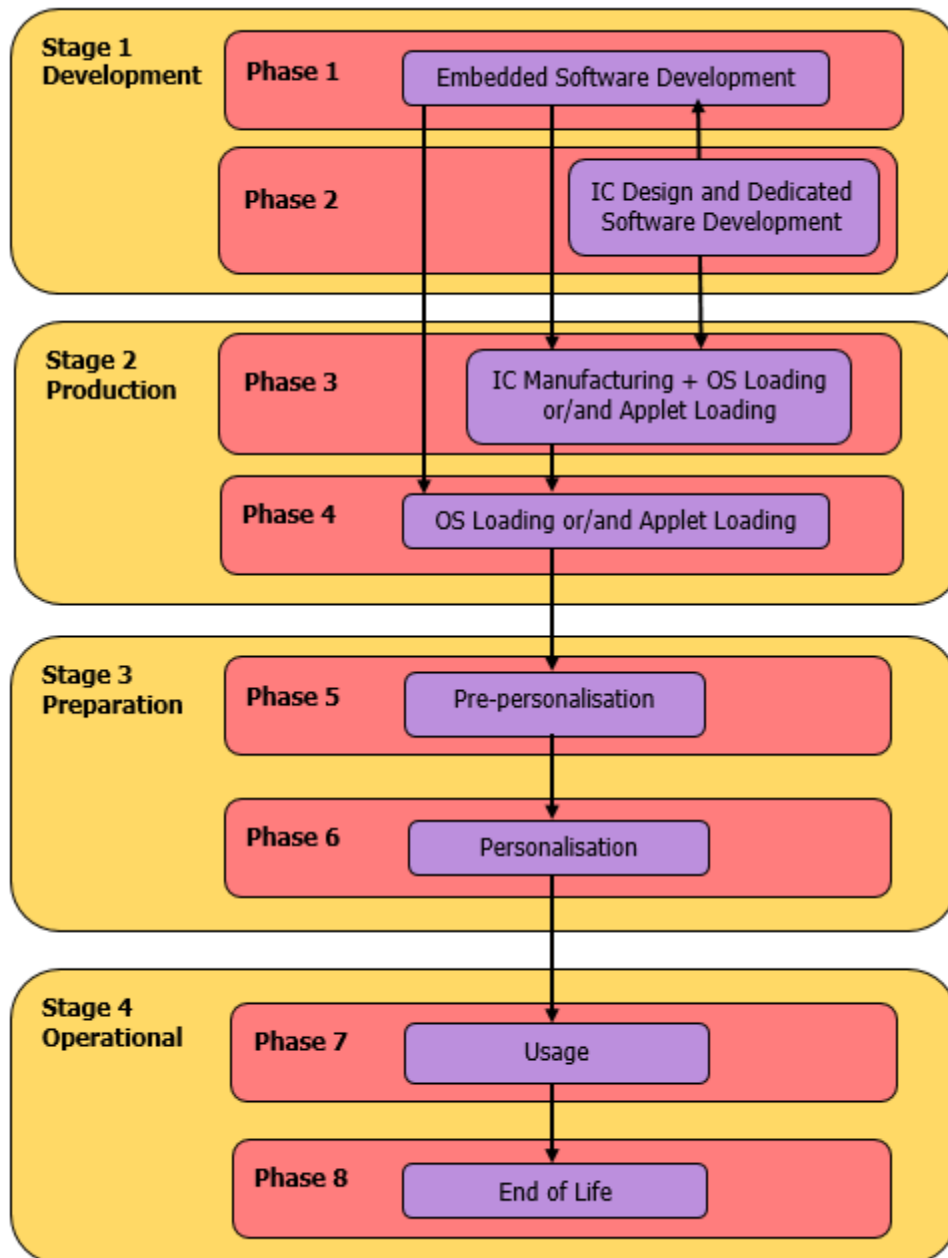 Stage 1
Development
Phase 1
Embedded Software Development
Phase 2
IC Design and Dedicated
Software Development
Stage 2
Production
Phase 3
IC Manufacturing + OS Loading
or/and Applet Loading
Phase 4
OS Loading or/and Applet Loading
Stage 3
Preparation
Phase 5
Pre-personalisation
Phase 6
Personalisation
Stage 4
Operational
Phase 7
Usage
Phase 8
End of Life